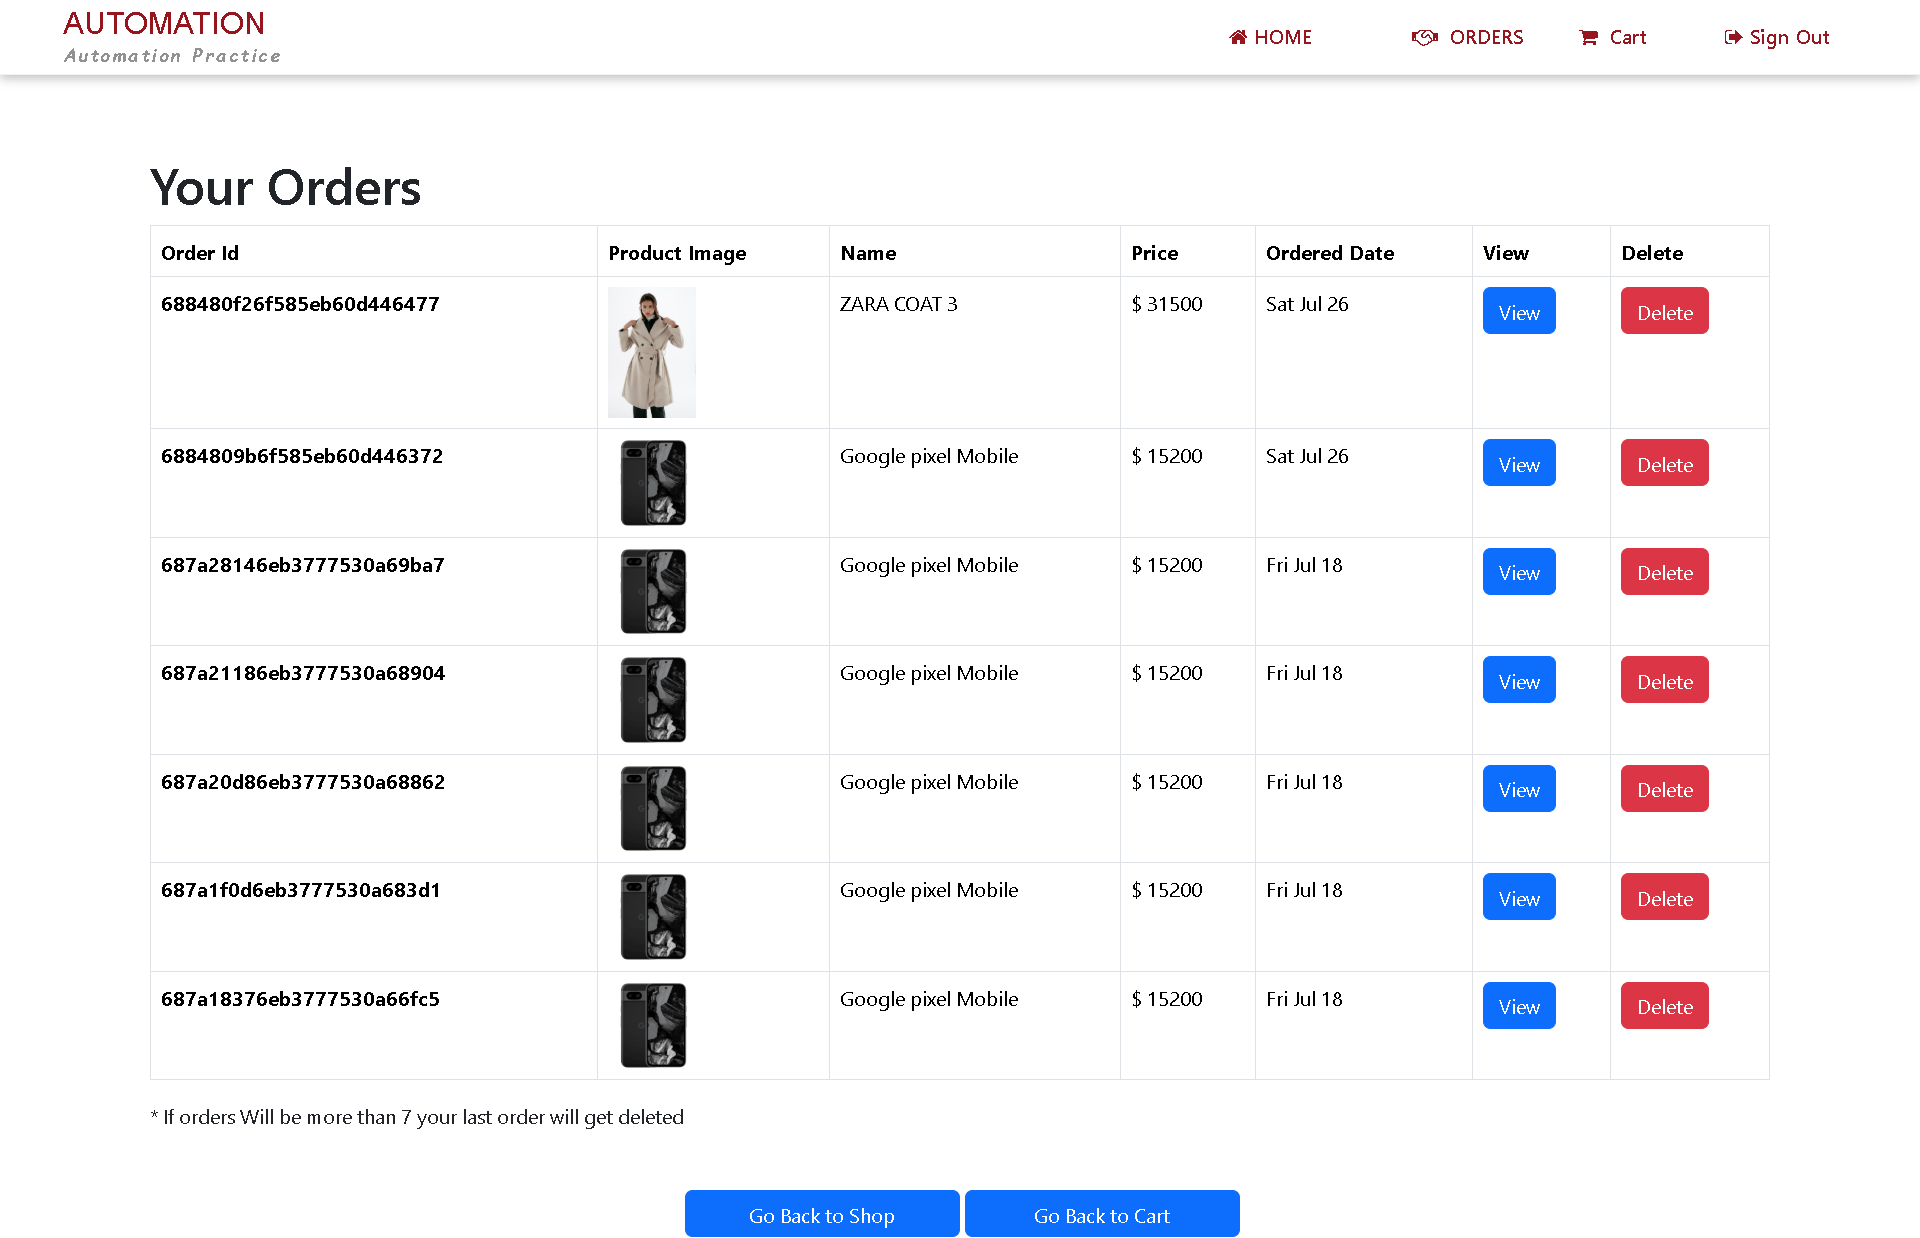 AUTOMATION
Automation Practice
HOME
ORDERS
Cart
Sign Out
Your Orders
Order Id Product Image Name Price Ordered Date View Delete
688480f26f585eb60d446477 ZARA COAT 3 $ 31500 Sat Jul 26 View Delete
6884809b6f585eb60d446372 Google pixel Mobile $ 15200 Sat Jul 26 View Delete
687a28146eb3777530a69ba7 Google pixel Mobile $ 15200 Fri Jul 18 View Delete
687a21186eb3777530a68904 Google pixel Mobile $ 15200 Fri Jul 18 View Delete
687a20d86eb3777530a68862 Google pixel Mobile $ 15200 Fri Jul 18 View Delete
687a1f0d6eb3777530a683d1 Google pixel Mobile $ 15200 Fri Jul 18 View Delete
687a18376eb3777530a66fc5 Google pixel Mobile $ 15200 Fri Jul 18 View Delete
* If orders Will be more than 7 your last order will get deleted
Go Back to Shop
Go Back to Cart